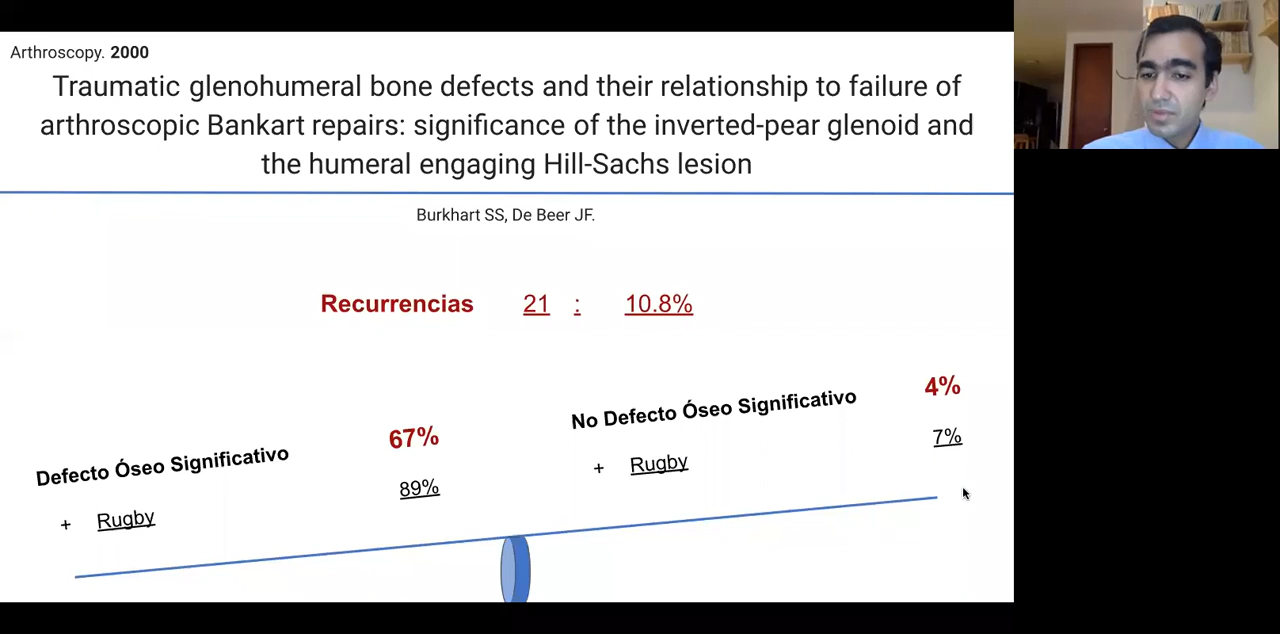 Arthroscopy. 2000
Traumatic glenohumeral bone defects and their relationship to failure of
arthroscopic Bankart repairs: significance of the inverted-pear glenoid and
the humeral engaging Hill-Sachs lesion
Burkhart SS, De Beer JF.
Recurrencias 21 : 10.8%
Defecto Óseo Significativo 67%
89%
+ Rugby
No Defecto Óseo Significativo 4%
7%
+ Rugby